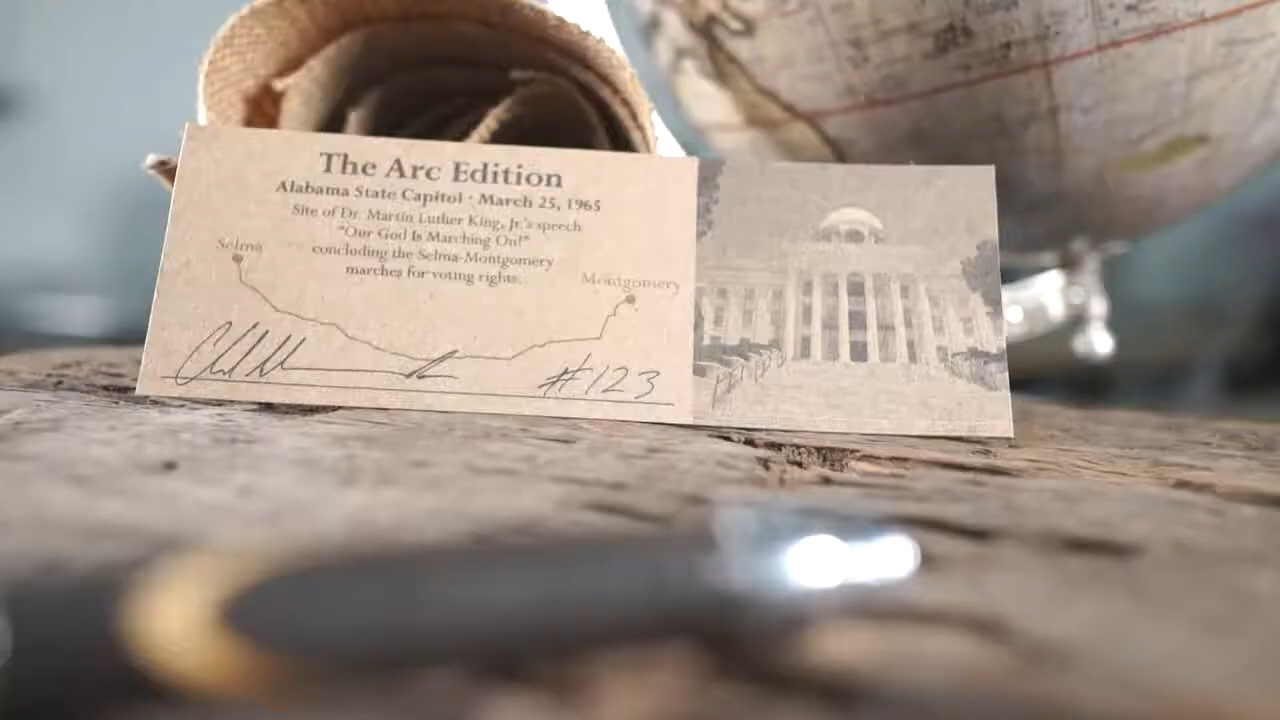 The Arc Edition
Alabama State Capitol · March 25, 1965
Site of Dr. Martin Luther King, Jr.'s speech
"Our God Is Marching On!"
concluding the Selma-Montgomery
marches for voting rights.
Selma
Montgomery
#123